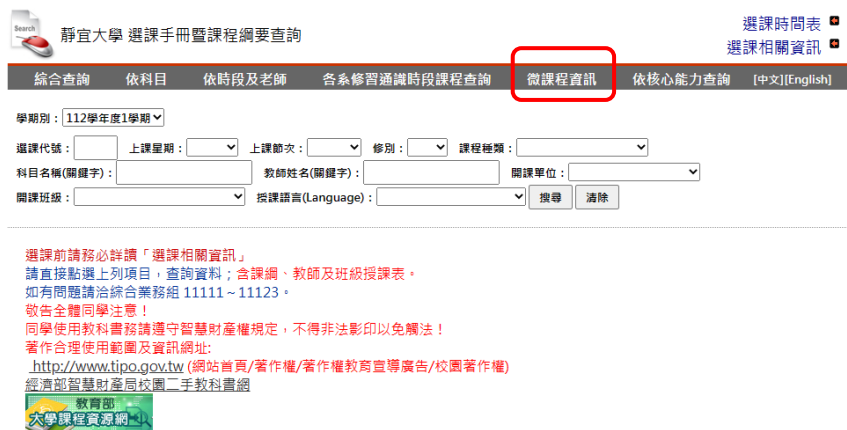 Search
靜宜大學 選課手冊暨課程綱要查詢
選課時間表
選課相關資訊
綜合查詢 依科目 依時段及老師 各系修習通識時段課程查詢 微課程資訊 依核心能力查詢 [中文][English]
學期別：112學年度1學期
選課代號： 上課星期： 上課節次： 修別： 課程種類：
科目名稱(關鍵字)： 教師姓名(關鍵字)： 開課單位：
開課班級： 授課語言(Language)： 搜尋 清除
選課前請務必詳讀「選課相關資訊」
請直接點選上列項目，查詢資料；含課綱、教師及班級授課表。
如有問題請洽綜合業務組 11111～11123。
敬告全體同學注意！
同學使用教科書務請遵守智慧財產權規定，不得非法影印以免觸法！
著作合理使用範圍及資訊網址:
http://www.tipo.gov.tw (網站首頁/著作權/著作權教育宣導廣告/校園著作權)
經濟部智慧財產局校園二手教科書網
教育部
大學課程資源網